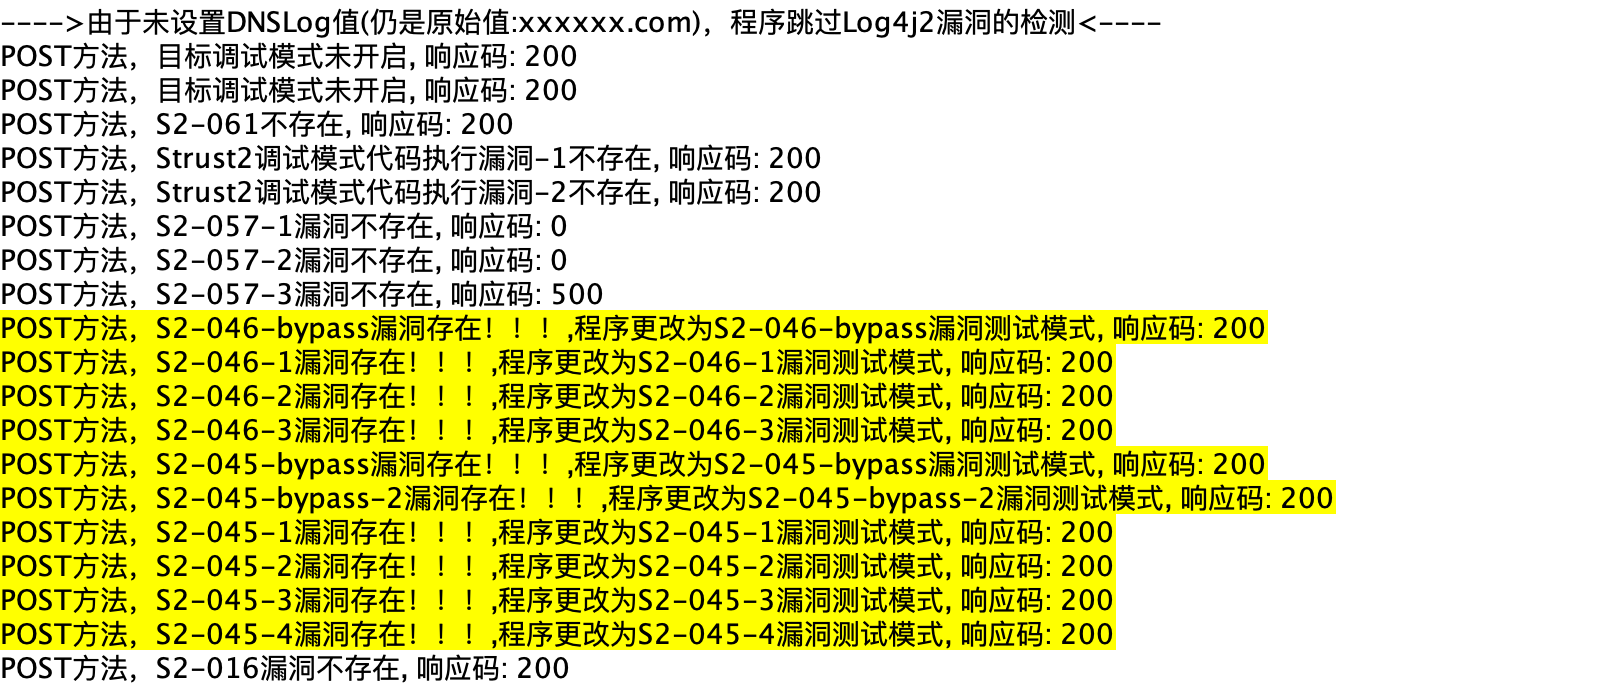 ---->由于未设置DNSLog值(仍是原始值:xxxxxx.com)，程序跳过Log4j2漏洞的检测<----
POST方法，目标调试模式未开启, 响应码: 200
POST方法，目标调试模式未开启, 响应码: 200
POST方法，S2-061不存在, 响应码: 200
POST方法，Strust2调试模式代码执行漏洞-1不存在, 响应码: 200
POST方法，Strust2调试模式代码执行漏洞-2不存在, 响应码: 200
POST方法，S2-057-1漏洞不存在, 响应码: 0
POST方法，S2-057-2漏洞不存在, 响应码: 0
POST方法，S2-057-3漏洞不存在, 响应码: 500
POST方法，S2-046-bypass漏洞存在！！！,程序更改为S2-046-bypass漏洞测试模式, 响应码: 200
POST方法，S2-046-1漏洞存在！！！,程序更改为S2-046-1漏洞测试模式, 响应码: 200
POST方法，S2-046-2漏洞存在！！！,程序更改为S2-046-2漏洞测试模式, 响应码: 200
POST方法，S2-046-3漏洞存在！！！,程序更改为S2-046-3漏洞测试模式, 响应码: 200
POST方法，S2-045-bypass漏洞存在！！！,程序更改为S2-045-bypass漏洞测试模式, 响应码: 200
POST方法，S2-045-bypass-2漏洞存在！！！,程序更改为S2-045-bypass-2漏洞测试模式, 响应码: 200
POST方法，S2-045-1漏洞存在！！！,程序更改为S2-045-1漏洞测试模式, 响应码: 200
POST方法，S2-045-2漏洞存在！！！,程序更改为S2-045-2漏洞测试模式, 响应码: 200
POST方法，S2-045-3漏洞存在！！！,程序更改为S2-045-3漏洞测试模式, 响应码: 200
POST方法，S2-045-4漏洞存在！！！,程序更改为S2-045-4漏洞测试模式, 响应码: 200
POST方法，S2-016漏洞不存在, 响应码: 200